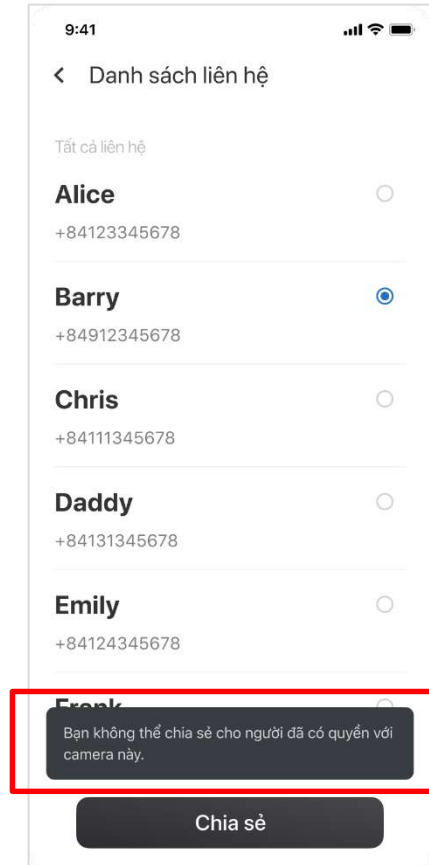 9:41
Danh sách liên hệ
Tất cả liên hệ
Alice
+84123345678
Barry
+84912345678
Chris
+84111345678
Daddy
+84131345678
Emily
+84124345678
Frank
Bạn không thể chia sẻ cho người đã có quyền với
camera này.
Chia sẻ